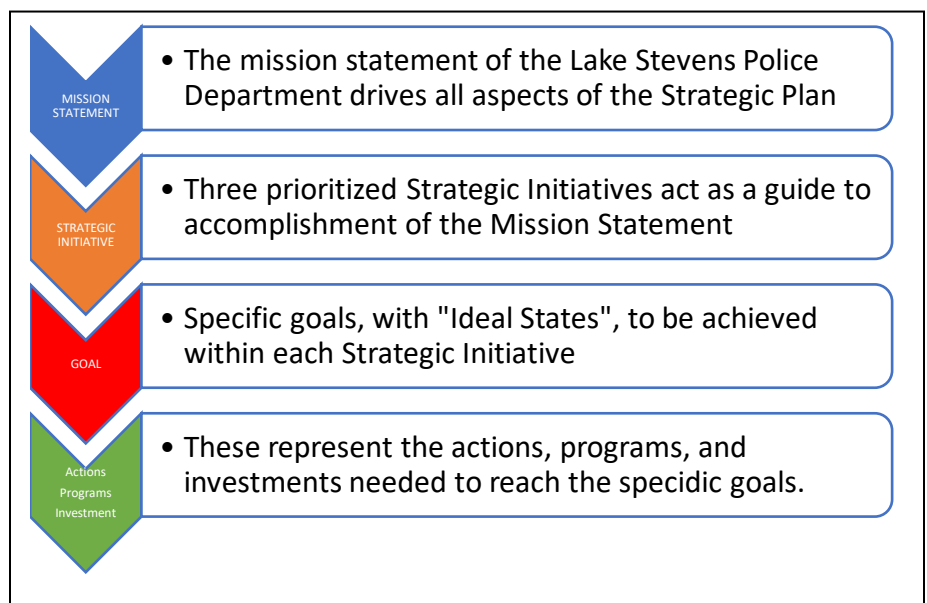 MISSION
STATEMENT
• The mission statement of the Lake Stevens Police
Department drives all aspects of the Strategic Plan
STRATEGIC
INITIATIVE
• Three prioritized Strategic Initiatives act as a guide to
accomplishment of the Mission Statement
GOAL
• Specific goals, with "Ideal States", to be achieved
within each Strategic Initiative
Actions
Programs
Investment
• These represent the actions, programs, and
investments needed to reach the specidic goals.